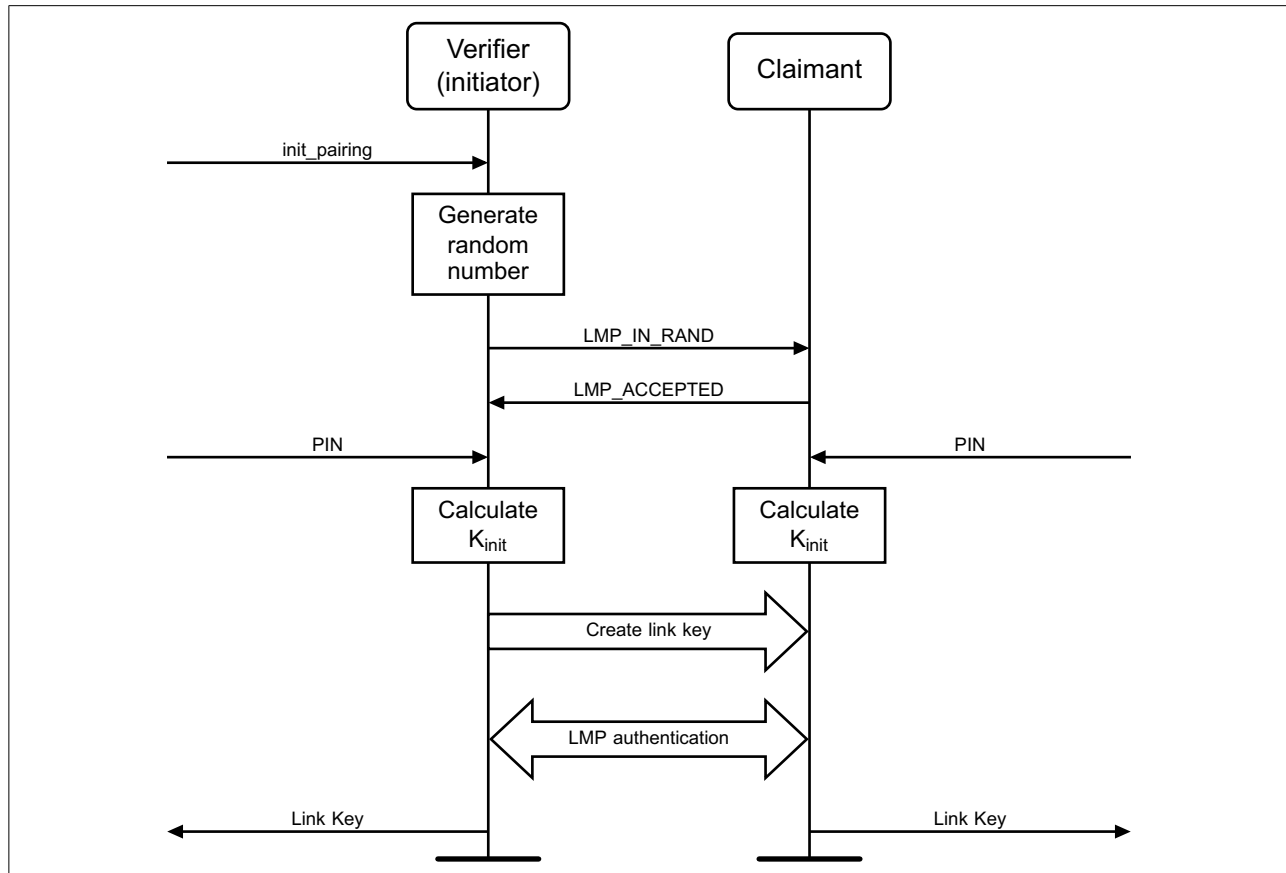 Verifier
(initiator)
Claimant
init_pairing
Generate
random
number
LMP_IN_RAND
LMP_ACCEPTED
PIN
PIN
Calculate
Kinit
Calculate
Kinit
Create link key
LMP authentication
Link Key
Link Key